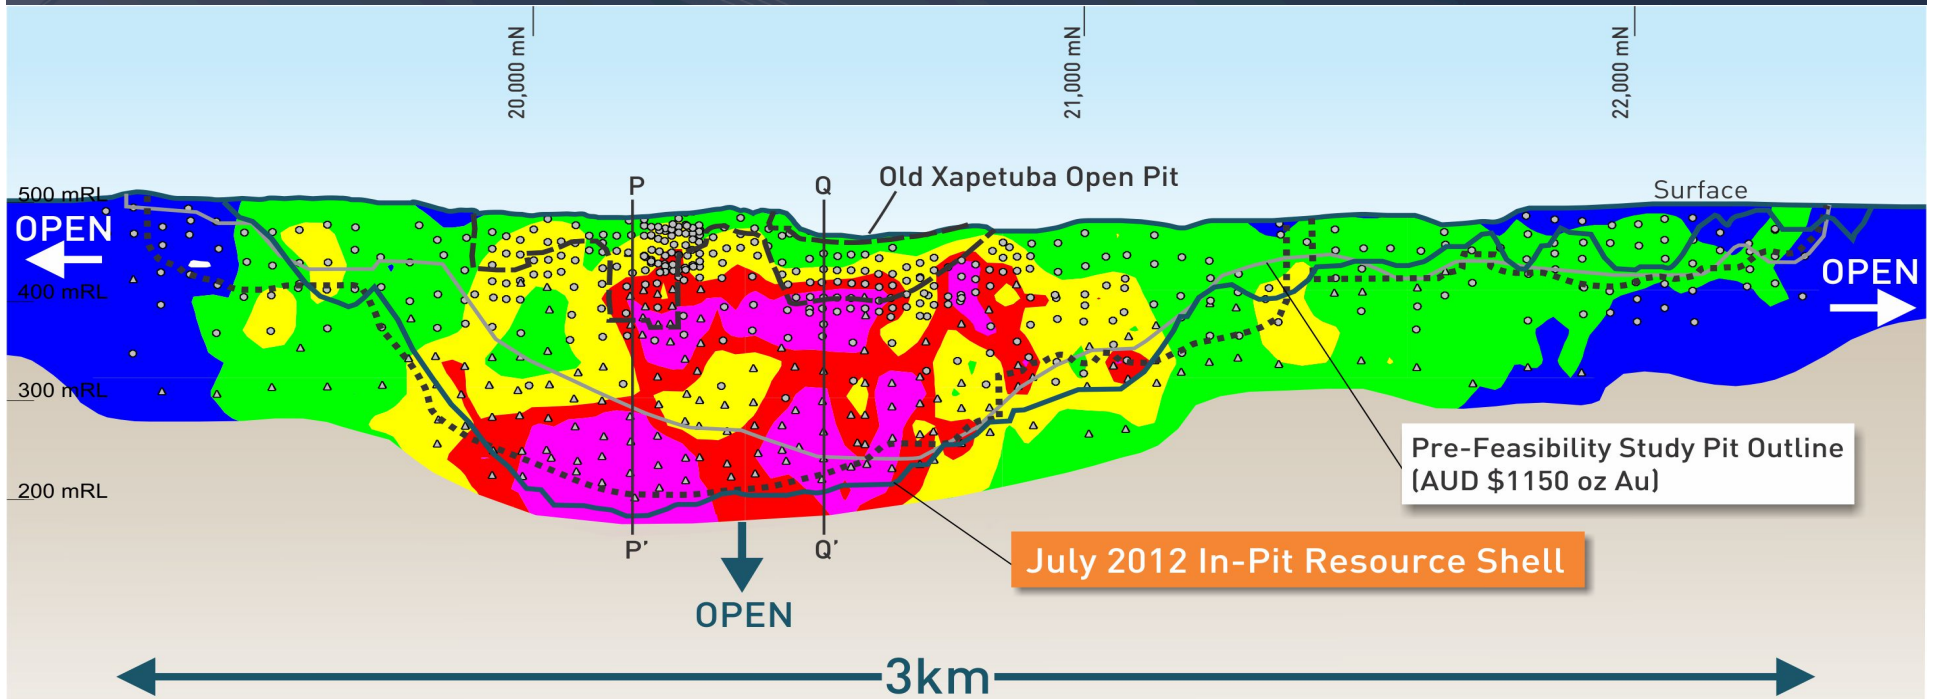 20,000 mN
21,000 mN
22,000 mN
P
Q
Old Xapetuba Open Pit
Surface
500 mRL
OPEN
OPEN
400 mRL
300 mRL
Pre-Feasibility Study Pit Outline
(AUD $1150 oz Au)
200 mRL
P'
Q'
July 2012 In-Pit Resource Shell
OPEN
3km